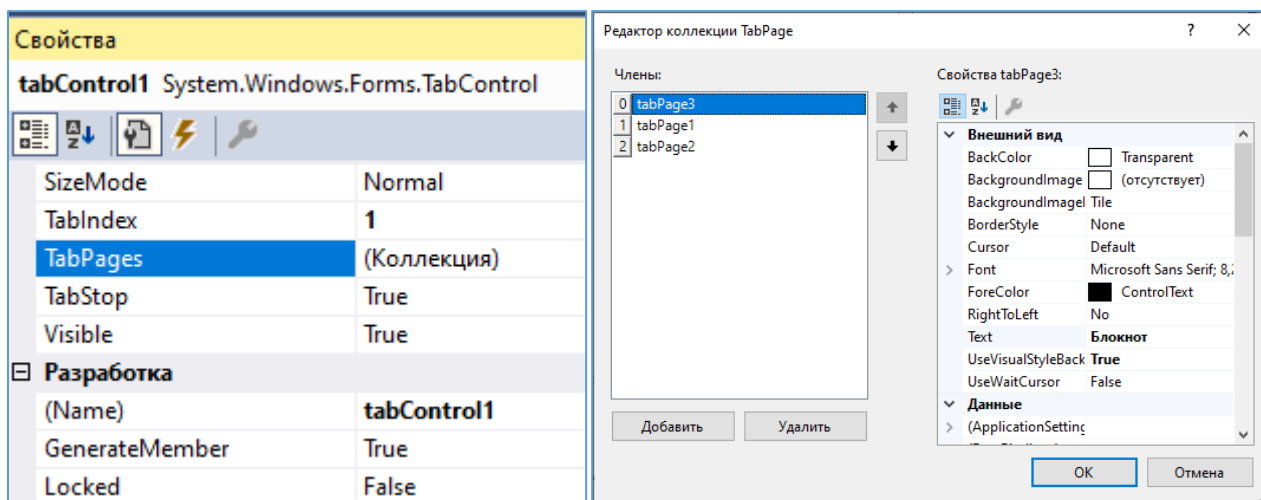 Свойства
tabControl1 System.Windows.Forms.TabControl
SizeMode Normal
TabIndex 1
TabPages (Коллекция)
TabStop True
Visible True
Разработка
(Name) tabControl1
GenerateMember True
Locked False
Редактор коллекции TabPage
Члены:
0 tabPage3
1 tabPage1
2 tabPage2
Добавить Удалить
Свойства tabPage3:
Внешний вид
BackColor Transparent
BackgroundImage (отсутствует)
BackgroundImageI Tile
BorderStyle None
Cursor Default
Font Microsoft Sans Serif; 8,2
ForeColor ControlText
RightToLeft No
Text Блокнот
UseVisualStyleBack True
UseWaitCursor False
Данные
(ApplicationSetting
OK Отмена